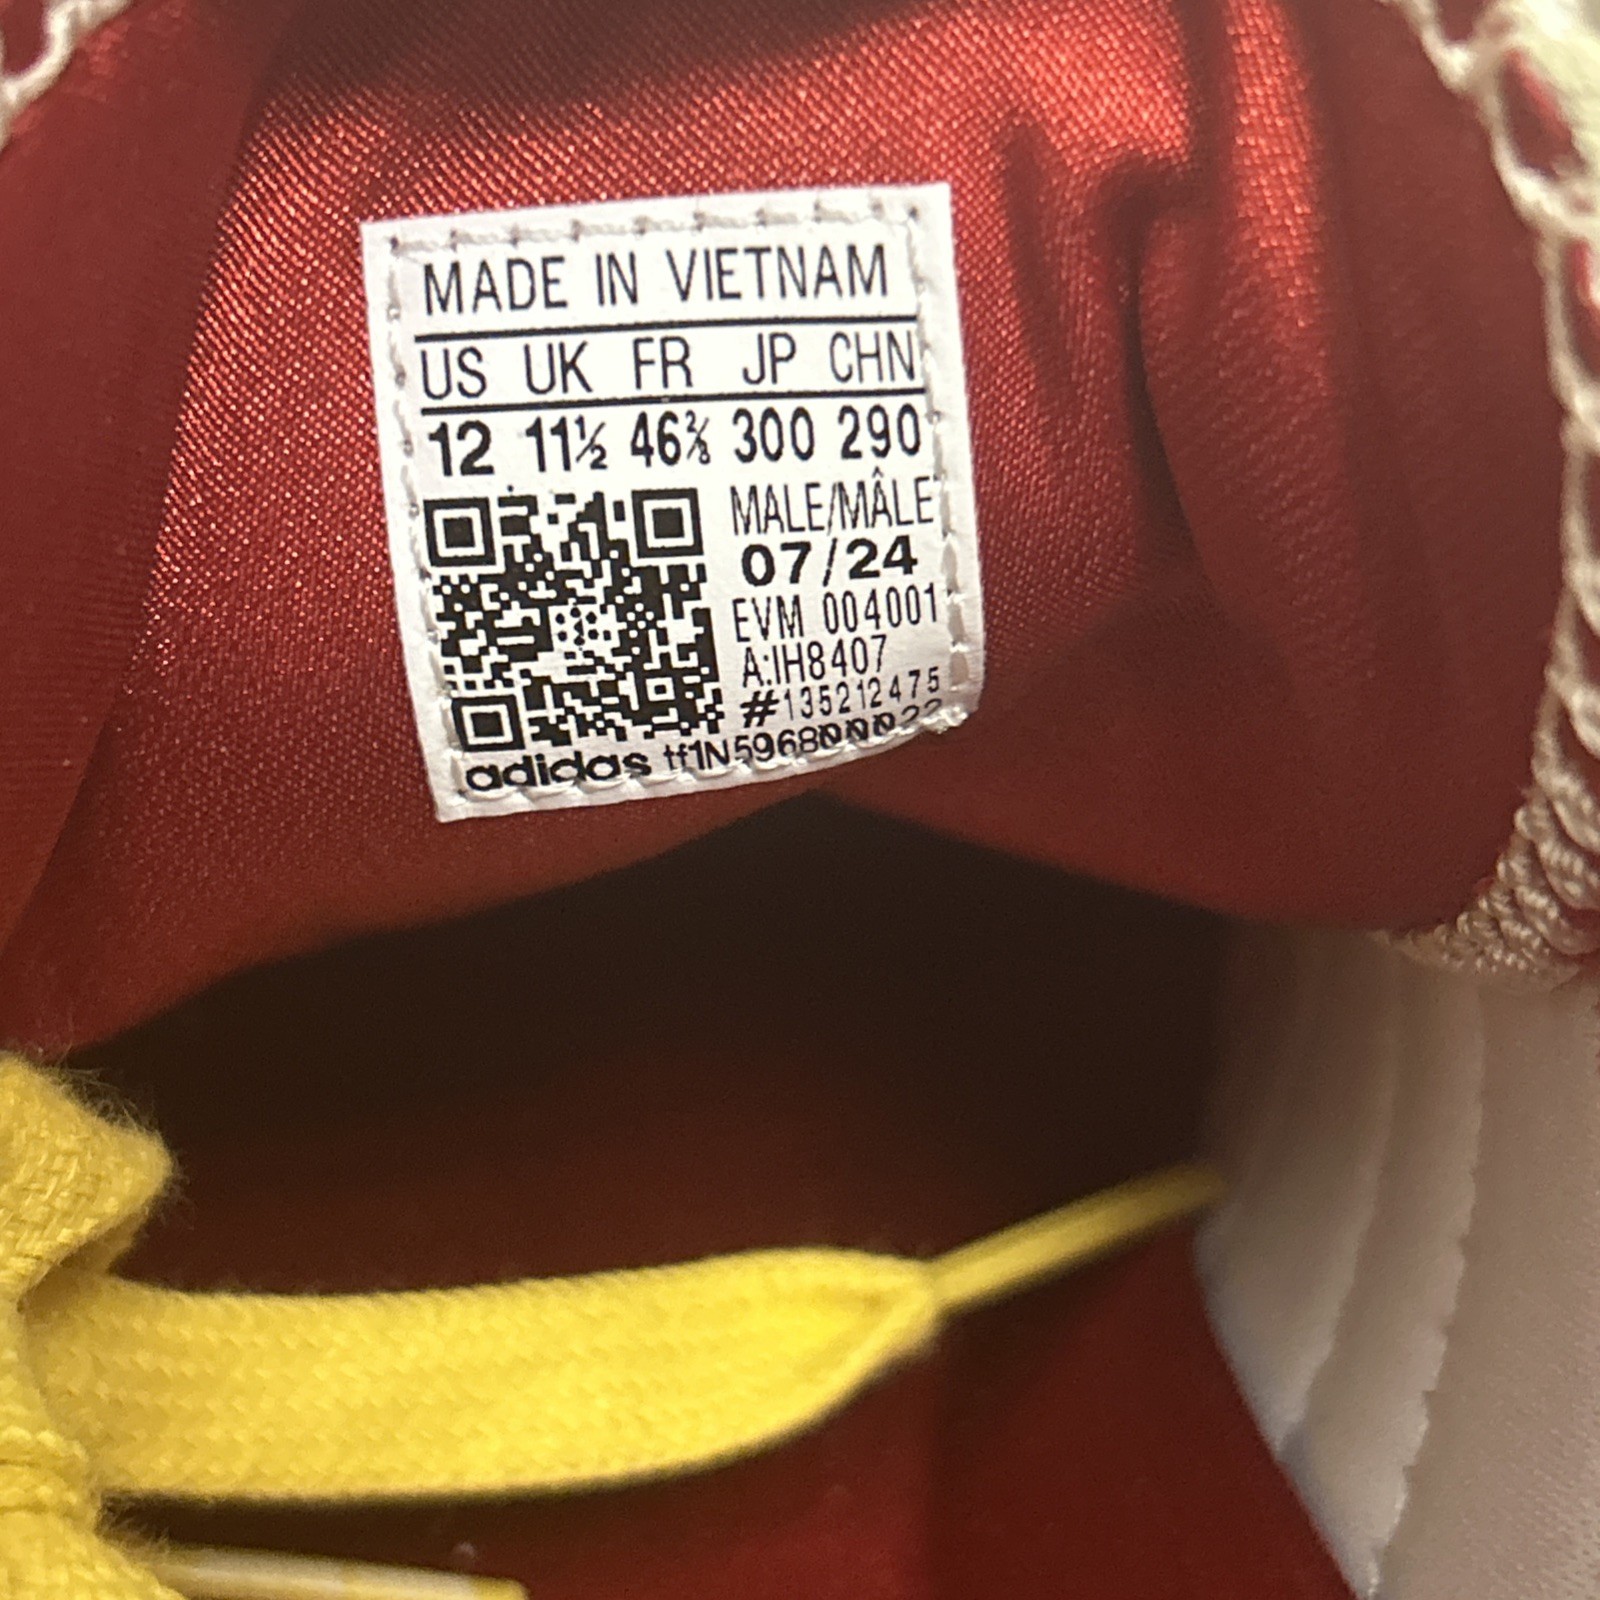 MADE IN VIETNAM
US UK FR JP CHN
12 11½ 46⅔ 300 290
MALE/MÂLE
07/24
EVM 004001
A:IH8407
#135212475
adidas tf1N596800022